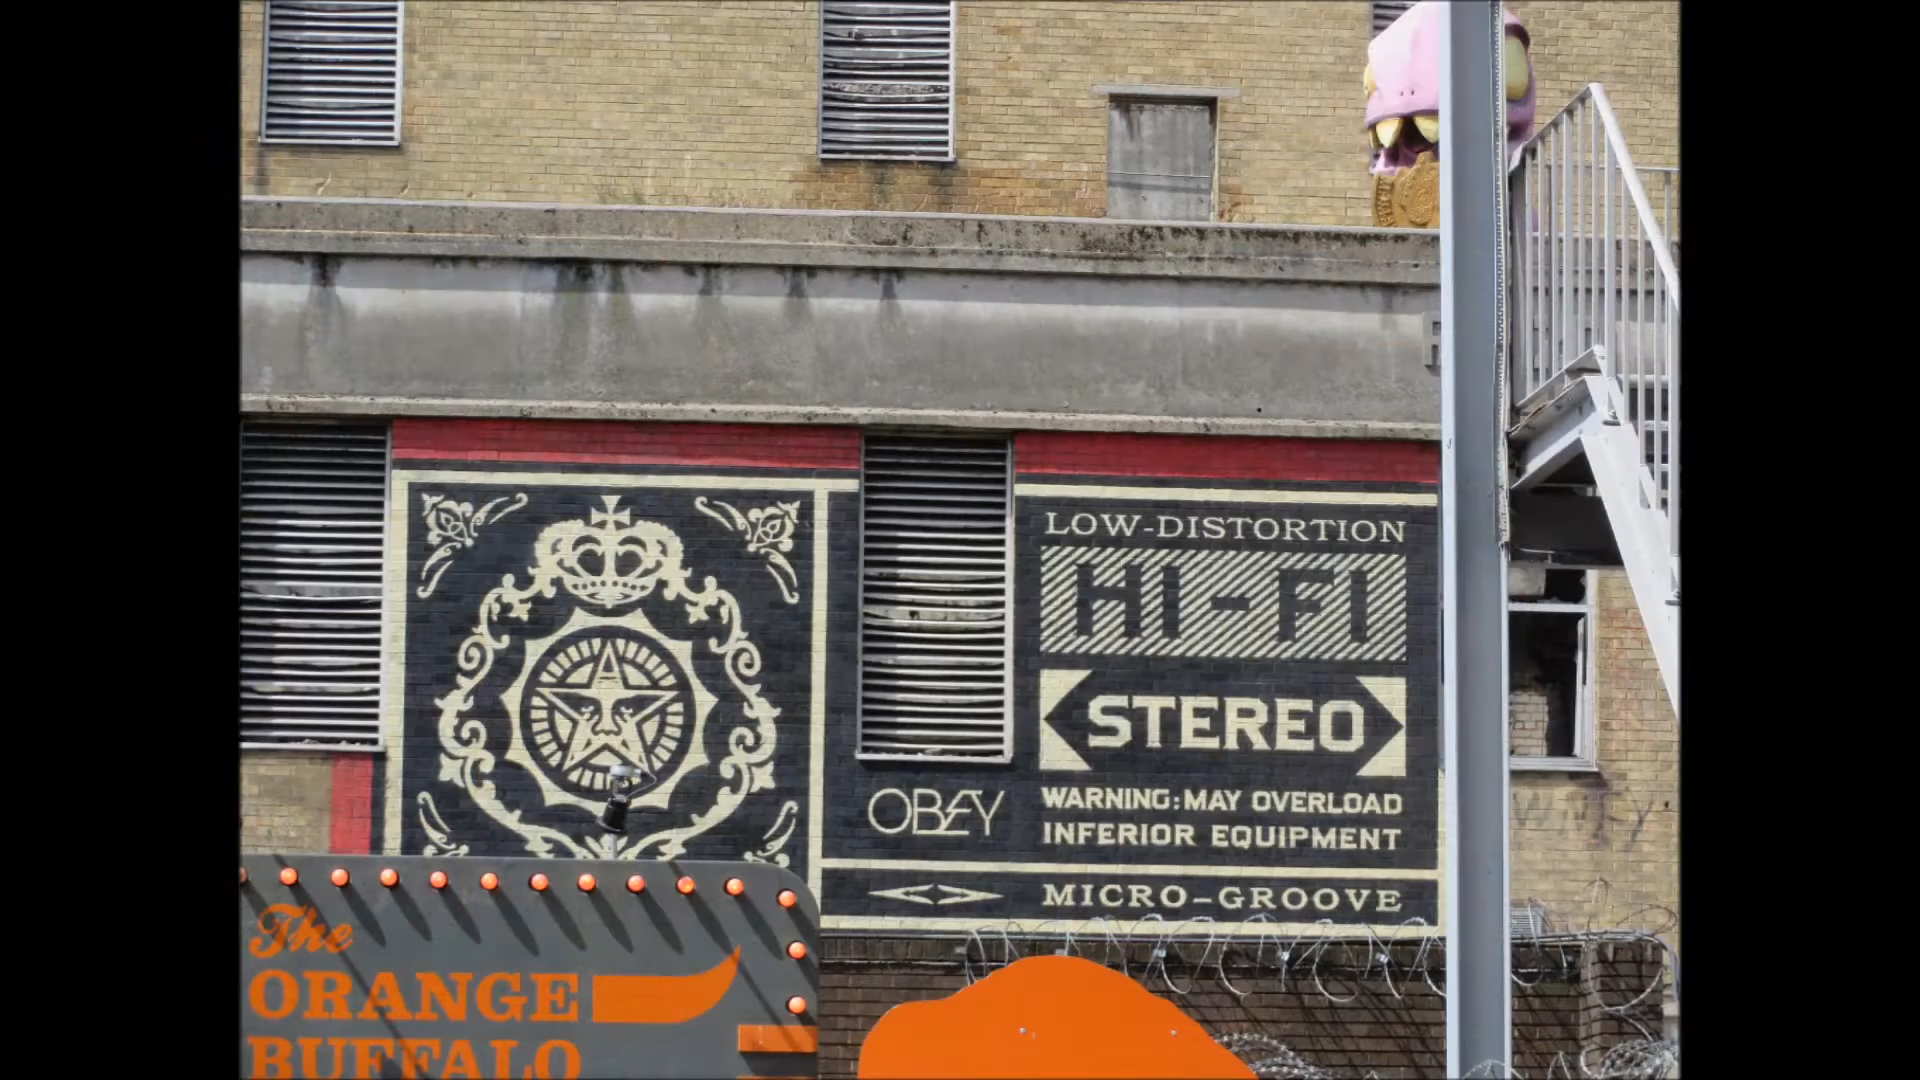 LOW-DISTORTION
HI-FI
STEREO
OBEY
WARNING: MAY OVERLOAD
INFERIOR EQUIPMENT
MICRO-GROOVE
The
ORANGE
BUFFALO